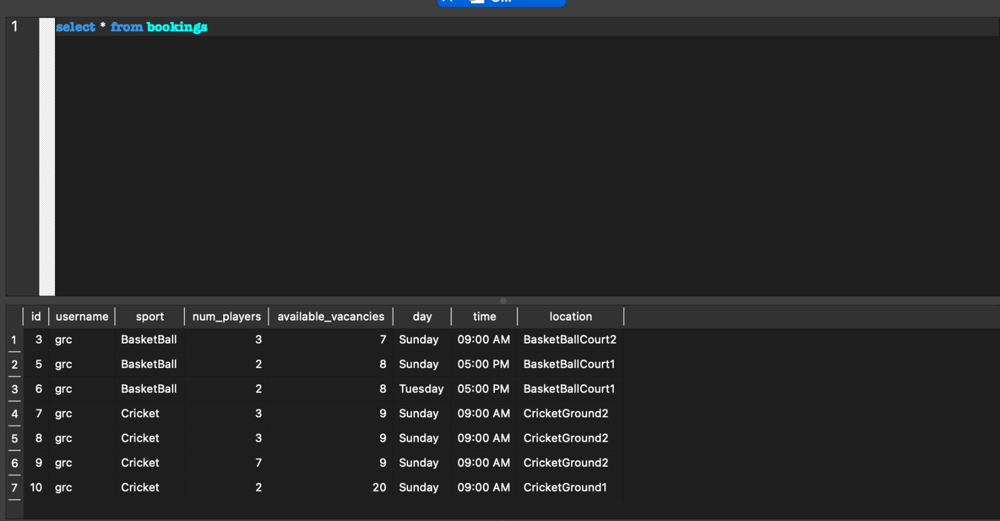 1 select * from bookings
id username sport num_players available_vacancies day time location
1 3 grc BasketBall 3 7 Sunday 09:00 AM BasketBallCourt2
2 5 grc BasketBall 2 8 Sunday 05:00 PM BasketBallCourt1
3 6 grc BasketBall 2 8 Tuesday 05:00 PM BasketBallCourt1
4 7 grc Cricket 3 9 Sunday 09:00 AM CricketGround2
5 8 grc Cricket 3 9 Sunday 09:00 AM CricketGround2
6 9 grc Cricket 7 9 Sunday 09:00 AM CricketGround2
7 10 grc Cricket 2 20 Sunday 09:00 AM CricketGround1